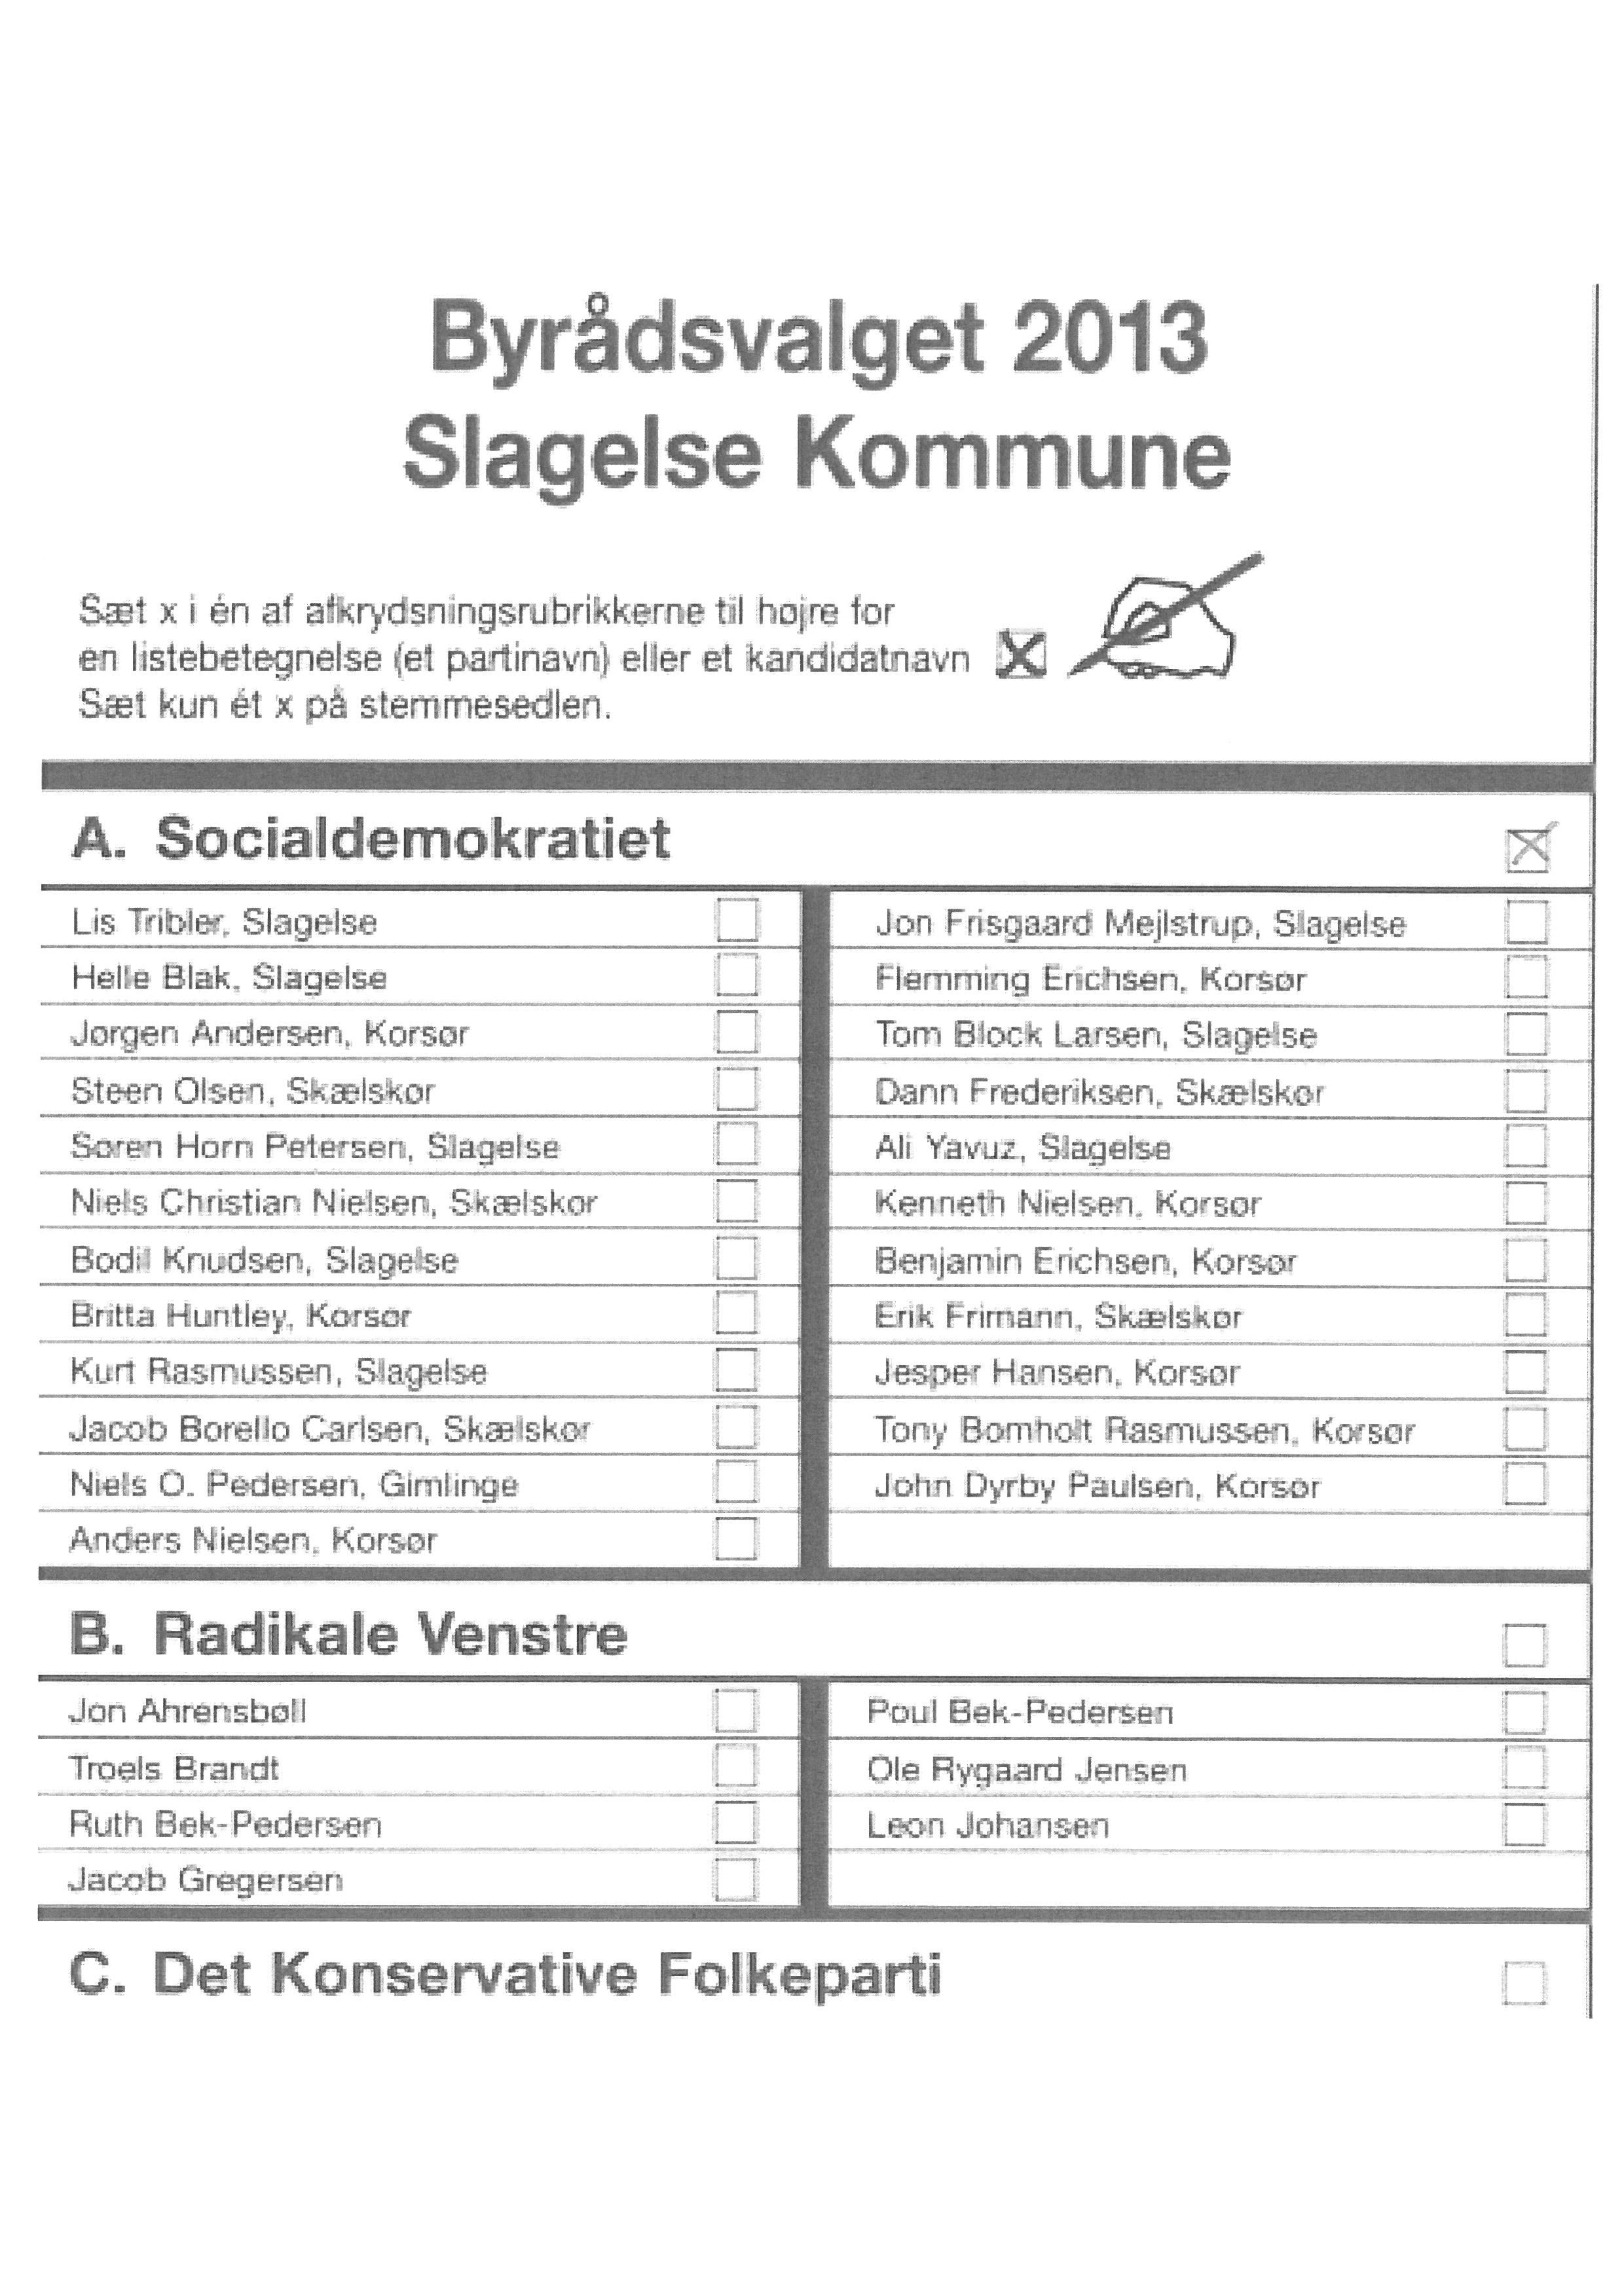 Byrådsvalget 2013
Slagelse Kommune
Sæt x i én af afkrydsningsrubrikkerne til højre for
en listebetegnelse (et partinavn) eller et kandidatnavn
Sæt kun ét x på stemmesedlen.
A. Socialdemokratiet
Lis Tribler, Slagelse
Helle Blak, Slagelse
Jørgen Andersen, Korsør
Steen Olsen, Skælskør
Søren Horn Petersen, Slagelse
Niels Christian Nielsen, Skælskør
Bodil Knudsen, Slagelse
Britta Huntley, Korsør
Kurt Rasmussen, Slagelse
Jacob Borello Carlsen, Skælskør
Niels O. Pedersen, Gimlinge
Anders Nielsen, Korsør
Jon Frisgaard Mejlstrup, Slagelse
Flemming Erichsen, Korsør
Tom Block Larsen, Slagelse
Dann Frederiksen, Skælskør
Ali Yavuz, Slagelse
Kenneth Nielsen, Korsør
Benjamin Erichsen, Korsør
Erik Frimann, Skælskør
Jesper Hansen, Korsør
Tony Bomholt Rasmussen, Korsør
John Dyrby Paulsen, Korsør
B. Radikale Venstre
Jon Ahrensbøll
Troels Brandt
Ruth Bek-Pedersen
Jacob Gregersen
Poul Bek-Pedersen
Ole Rygaard Jensen
Leon Johansen
C. Det Konservative Folkeparti